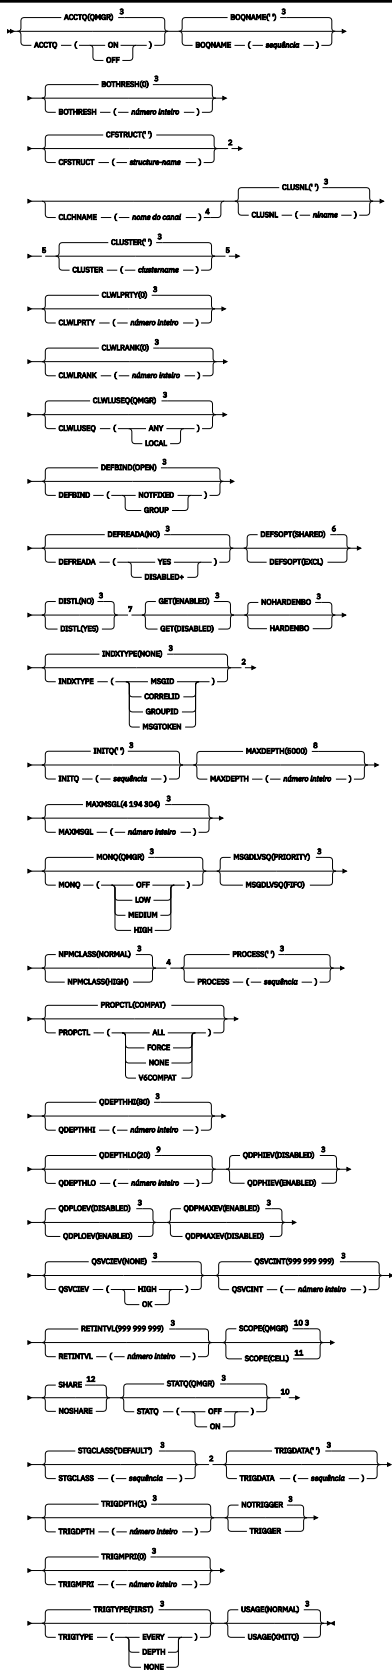 ACCTQ(QMGR) 3 BOQNAME(' ') 3
ACCTQ — ( ON ) BOQNAME — ( — sequência — )
OFF
BOTHRESH(0) 3
BOTHRESH — ( — número inteiro — )
CFSTRUCT(' ') 3
CFSTRUCT — ( — structure-name — ) 2
CLUSNL(' ') 3
CLCHNAME — ( — nome do canal — ) 4 CLUSNL — ( — nlname — )
5 CLUSTER(' ') 3 5
CLUSTER — ( — clustername — )
CLWLPRTY(0) 3
CLWLPRTY — ( — número inteiro — )
CLWLRANK(0) 3
CLWLRANK — ( — número inteiro — )
CLWLUSEQ(QMGR) 3
CLWLUSEQ — ( ANY )
LOCAL
DEFBIND(OPEN) 3
DEFBIND — ( NOTFIXED )
GROUP
DEFREADA(NO) 3 DEFSOPT(SHARED) 6
DEFREADA — ( YES ) DEFSOPT(EXCL)
DISABLED+
DISTL(NO) 3 7 GET(ENABLED) 3 NOHARDENBO 3
DISTL(YES) GET(DISABLED) HARDENBO
INDXTYPE(NONE) 3 2
INDXTYPE — ( MSGID )
CORRELID
GROUPID
MSGTOKEN
INITQ(' ') 3 MAXDEPTH(5000) 8
INITQ — ( — sequência — ) MAXDEPTH — ( — número inteiro — )
MAXMSGL(4 194 304) 3
MAXMSGL — ( — número inteiro — )
MONQ(QMGR) 3 MSGDLVSQ(PRIORITY) 3
MONQ — ( OFF ) MSGDLVSQ(FIFO)
LOW
MEDIUM
HIGH
NPMCLASS(NORMAL) 3 4 PROCESS(' ') 3
NPMCLASS(HIGH) PROCESS — ( — sequência — )
PROPCTL(COMPAT)
PROPCTL — ( ALL )
FORCE
NONE
V6COMPAT
QDEPTHHI(80) 3
QDEPTHHI — ( — número inteiro — )
QDEPTHLO(20) 9 QDPHIEV(DISABLED) 3
QDEPTHLO — ( — número inteiro — ) QDPHIEV(ENABLED)
QDPLOEV(DISABLED) 3 QDPMAXEV(ENABLED) 3
QDPLOEV(ENABLED) QDPMAXEV(DISABLED)
QSVCIEV(NONE) 3 QSVCINT(999 999 999) 3
QSVCIEV — ( HIGH ) QSVCINT — ( — número inteiro — )
OK
RETINTVL(999 999 999) 3 SCOPE(QMGR) 10 3
RETINTVL — ( — número inteiro — ) SCOPE(CELL) 11
SHARE 12 STATQ(QMGR) 3 10
NOSHARE STATQ — ( OFF )
ON
STGCLASS('DEFAULT') 3 2 TRIGDATA(' ') 3
STGCLASS — ( — sequência — ) TRIGDATA — ( — sequência — )
TRIGDPTH(1) 3 NOTRIGGER 3
TRIGDPTH — ( — número inteiro — ) TRIGGER
TRIGMPRI(0) 3
TRIGMPRI — ( — número inteiro — )
TRIGTYPE(FIRST) 3 USAGE(NORMAL) 3
TRIGTYPE — ( EVERY ) USAGE(XMITQ)
DEPTH
NONE